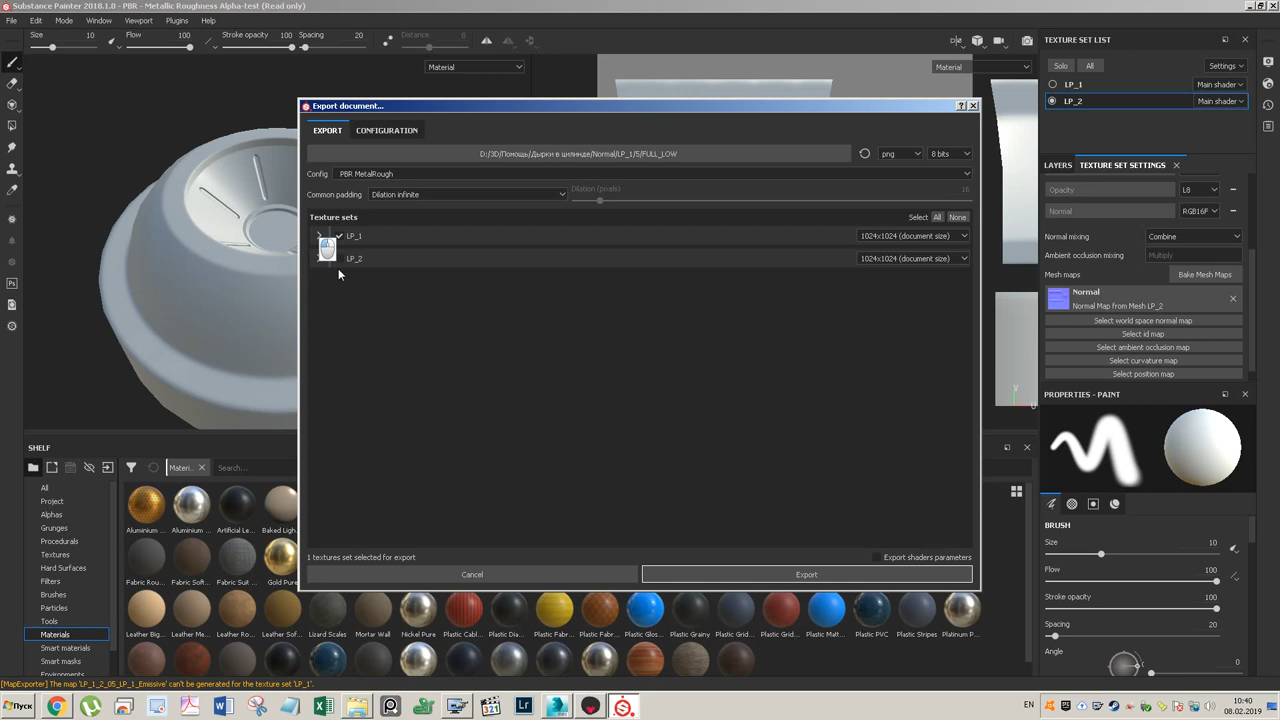 Substance Painter 2018.1.0 - PBR - Metallic Roughness Alpha-test (Read only)
File Edit Mode Window Viewport Plugins Help
Size 10 Flow 100 Stroke opacity 100 Spacing 20 Distance 8
Material
Material
TEXTURE SET LIST
Solo All Settings
LP_1 Main shader
LP_2 Main shader
LAYERS TEXTURE SET SETTINGS
Opacity L8
Normal RGB16F
Normal mixing Combine
Ambient occlusion mixing Multiply
Mesh maps Bake Mesh Maps
Normal
Normal Map from Mesh LP_2
Select world space normal map
Select id map
Select ambient occlusion map
Select curvature map
Select position map
PROPERTIES - PAINT
BRUSH
Size 10
Flow 100
Stroke opacity 100
Spacing 20
Angle 0
Export document...
EXPORT CONFIGURATION
D:/3D/Помощь/Дырки в цилинде/Normal/LP_1/5/FULL_LOW png 8 bits
Config PBR MetalRough
Common padding Dilation infinite Dilation (pixels) 16
Texture sets Select All None
LP_1 1024x1024 (document size)
LP_2 1024x1024 (document size)
1 textures set selected for export Export shaders parameters
Cancel Export
V
U
SHELF
Materi... Search...
All
Project
Alphas
Grunges
Procedurals
Textures
Hard Surfaces
Filters
Brushes
Particles
Tools
Materials
Smart materials
Smart masks
Environments
Aluminium ... Aluminium ... Artificial Le... Baked Ligh...
Fabric Rou... Fabric Soft ... Fabric Suit ... Gold Pure
Leather Big... Leather Me... Leather Ro... Leather Sof... Lizard Scales Mortar Wall Nickel Pure Plastic Cabl... Plastic Dia... Plastic Fabr... Plastic Fabr... Plastic Glos... Plastic Grainy Plastic Grid... Plastic Grid... Plastic Matt... Plastic PVC Plastic Stripes Platinum P...
[MapExporter] The map 'LP_1_2_05_LP_1_Emissive' can't be generated for the texture set 'LP_1'.
Пуск
EN
10:40
08.02.2019